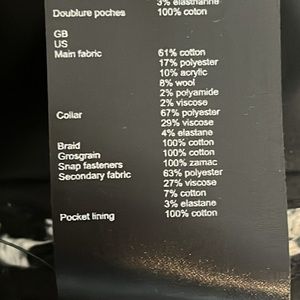 3% elasthanne
Doublure poches 100% coton
GB
US
Main fabric 61% cotton
17% polyester
10% acrylic
8% wool
2% polyamide
2% viscose
Collar 67% polyester
29% viscose
4% elastane
Braid 100% cotton
Grosgrain 100% cotton
Snap fasteners 100% zamac
Secondary fabric 63% polyester
27% viscose
7% cotton
3% elastane
Pocket lining 100% cotton